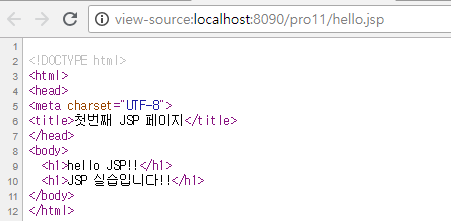 view-source:localhost:8090/pro11/hello.jsp
1
2 <!DOCTYPE html>
3 <html>
4 <head>
5 <meta charset="UTF-8">
6 <title>첫번째 JSP 페이지</title>
7 </head>
8 <body>
9 <h1>hello JSP!!</h1>
10 <h1>JSP 실습입니다!!</h1>
11 </body>
12 </html>